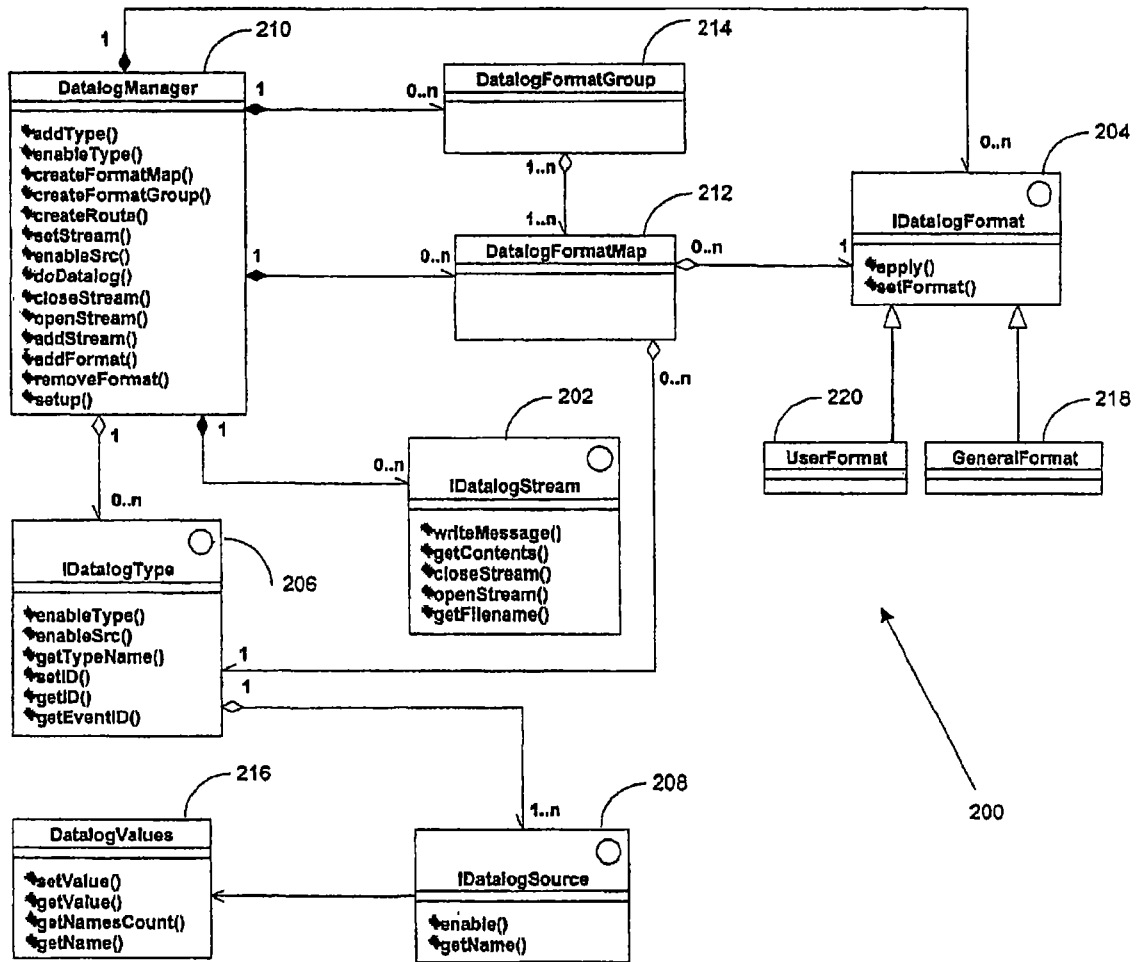 210
214
1
DatalogManager
1
0..n
DatalogFormatGroup
addType()
enableType()
createFormatMap()
createFormatGroup()
createRoute()
setStream()
enableSrc()
doDatalog()
closeStream()
openStream()
addStream()
addFormat()
removeFormat()
setup()
1..n
1..n
212
1
0..n
DatalogFormatMap
0..n
1
0..n
0..n
204
IDatalogFormat
apply()
setFormat()
220
UserFormat
218
GeneralFormat
1
1
0..n
0..n
202
IDatalogStream
writeMessage()
getContents()
closeStream()
openStream()
getFilename()
206
IDatalogType
enableType()
enableSrc()
getTypeName()
setID()
getID()
getEventID()
1
1
1..n
200
216
DatalogValues
setValue()
getValue()
getNamesCount()
getName()
208
IDatalogSource
enable()
getName()